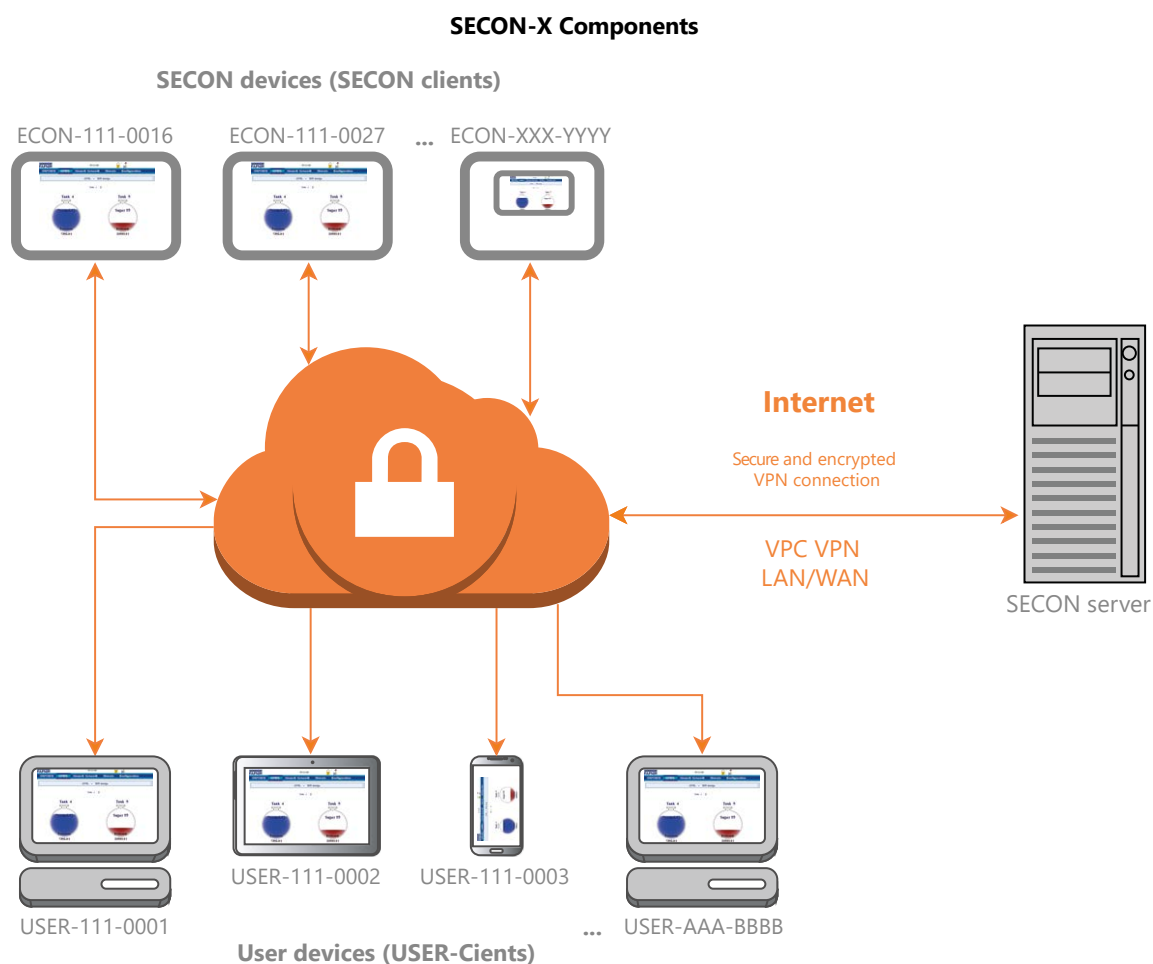 SECON-X Components
SECON devices (SECON clients)
ECON-111-0016
ECON-111-0027
... ECON-XXX-YYYY
Internet
Secure and encrypted
VPN connection
VPC VPN
LAN/WAN
SECON server
USER-111-0001
USER-111-0002
USER-111-0003
... USER-AAA-BBBB
User devices (USER-Cients)